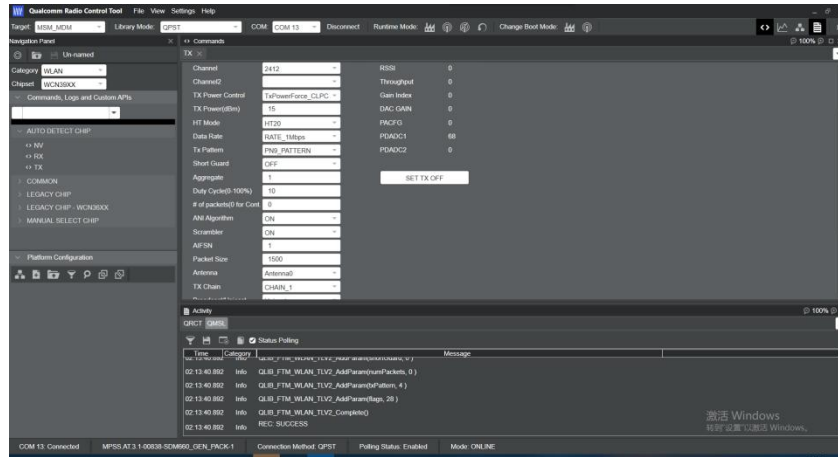 Qualcomm Radio Control Tool File View Settings Help
Target: MSM_MDM Library Mode: QPST COM: COM 13 Disconnect Runtime Mode: Change Boot Mode:
Navigation Panel
Commands
100%
Un-named
TX
Category WLAN
Chipset WCN39XX
Commands, Logs and Custom APIs
AUTO DETECT CHIP
NV
RX
TX
COMMON
LEGACY CHIP
LEGACY CHIP - WCN36XX
MANUAL SELECT CHIP
Platform Configuration
Channel 2412 RSSI 0
Channel2 Throughput 0
TX Power Control TxPowerForce_CLPC Gain Index 0
TX Power(dBm) 15 DAC GAIN 0
HT Mode HT20 PACFG 0
Data Rate RATE_1Mbps PDADC1 68
Tx Pattern PN9_PATTERN PDADC2 0
Short Guard OFF
Aggregate 1 SET TX OFF
Duty Cycle(0-100%) 10
# of packets(0 for Cont. 0
ANI Algorithm ON
Scrambler ON
AIFSN 1
Packet Size 1500
Antenna Antenna0
TX Chain CHAIN_1
Activity
100%
QRCT QMSL
Status Polling
Time Category Message
02:13:40.892 Info QLIB_FTM_WLAN_TLV2_AddParam(numPackets, 0 )
02:13:40.892 Info QLIB_FTM_WLAN_TLV2_AddParam(txPattern, 4 )
02:13:40.892 Info QLIB_FTM_WLAN_TLV2_AddParam(flags, 28 )
02:13:40.892 Info QLIB_FTM_WLAN_TLV2_Complete()
02:13:40.892 Info REC: SUCCESS
激活 Windows
转到"设置"以激活 Windows。
COM 13: Connected MPSS.AT.3.1-00838-SDM660_GEN_PACK-1 Connection Method: QPST Polling Status: Enabled Mode: ONLINE